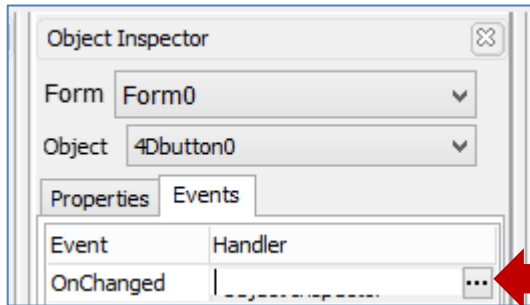 Object Inspector
Form Form0
Object 4Dbutton0
Properties Events
Event Handler
OnChanged ...